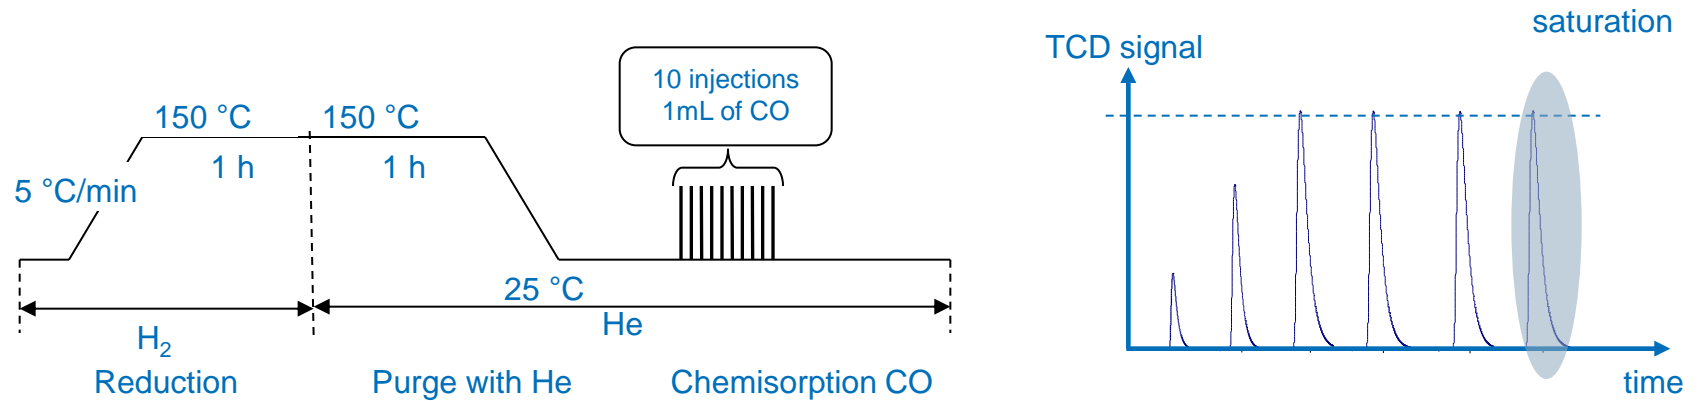 150 °C
150 °C
1 h
1 h
5 °C/min
10 injections
1mL of CO
25 °C
H₂
He
Reduction
Purge with He
Chemisorption CO
saturation
TCD signal
time